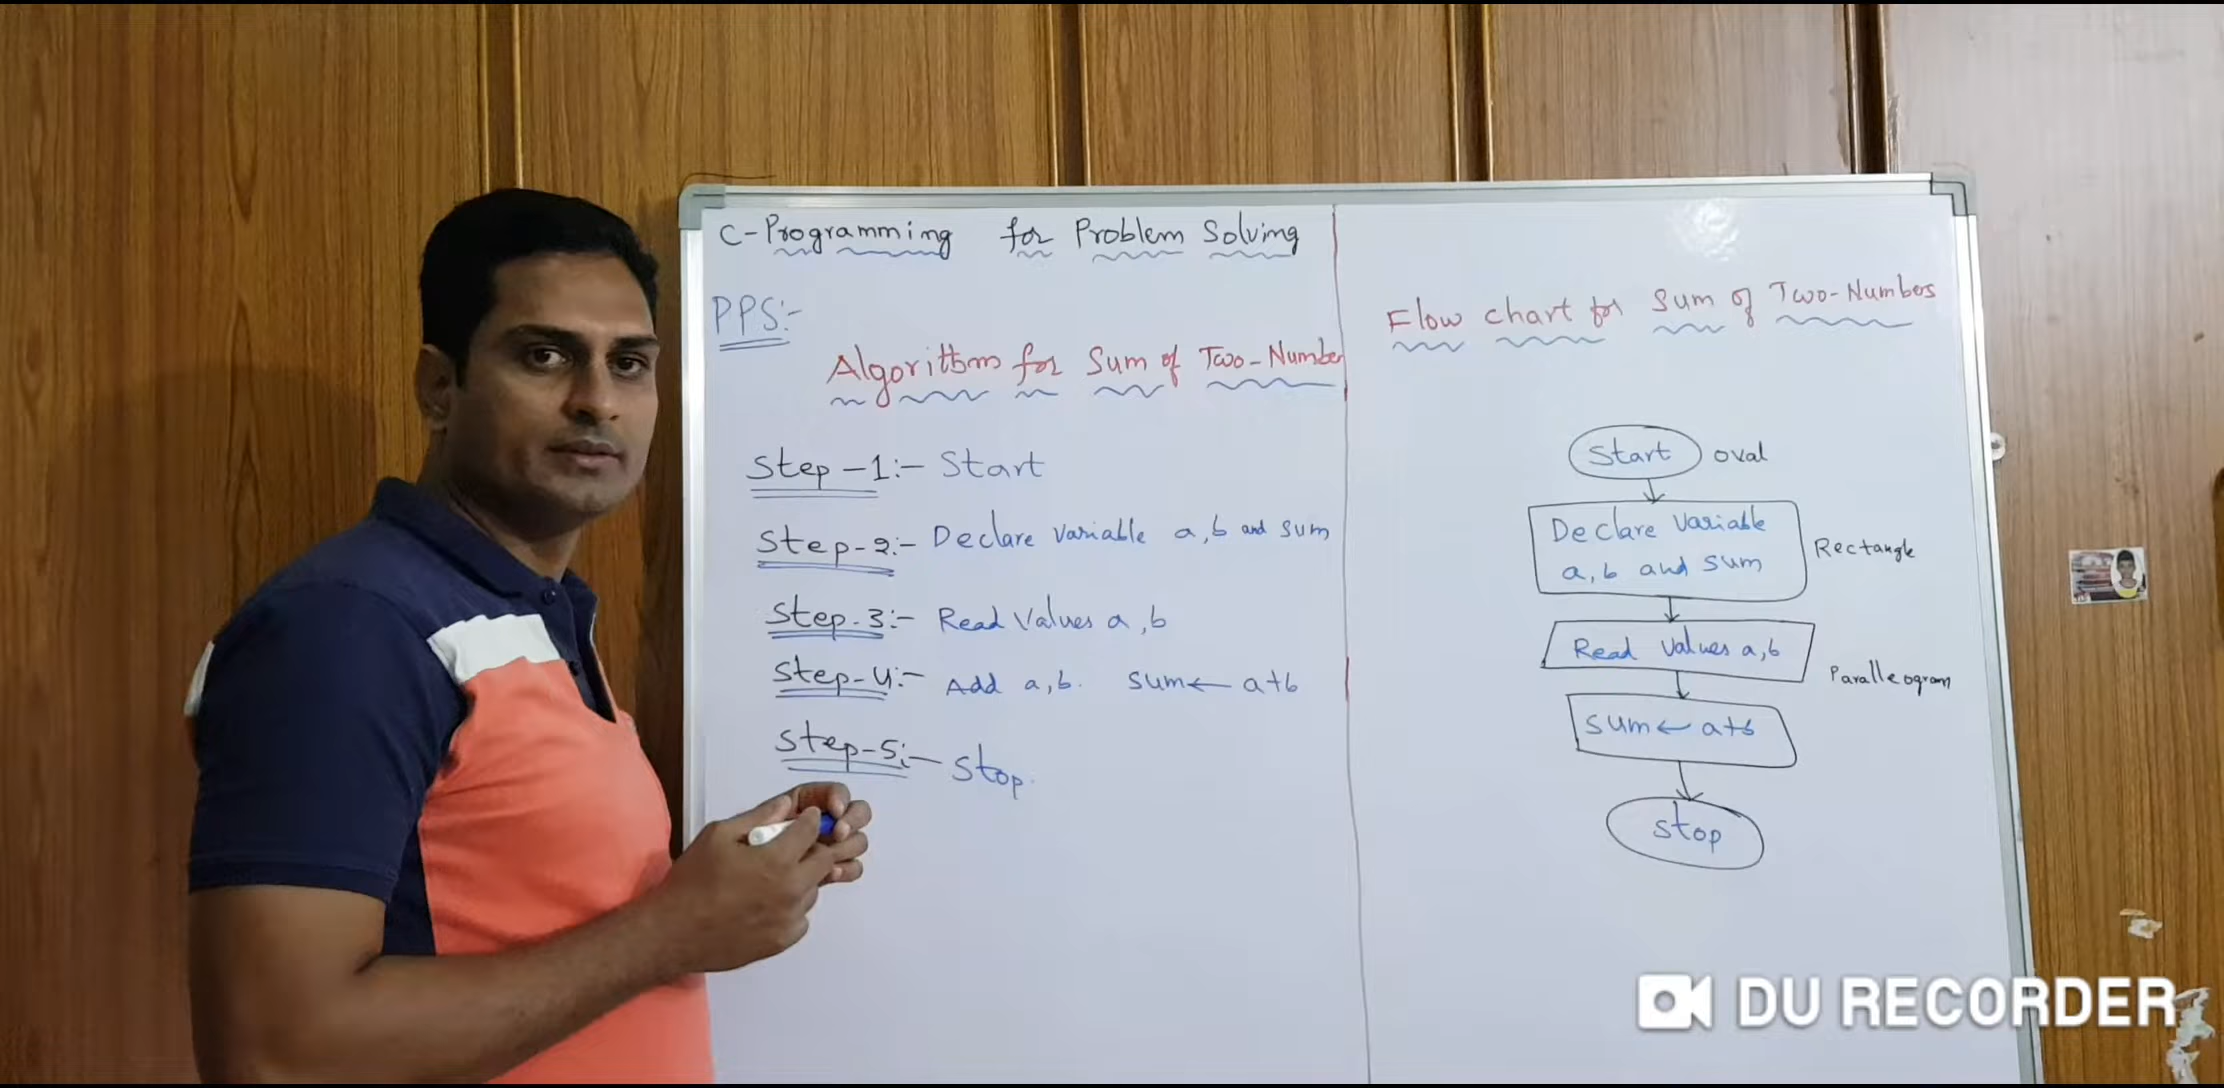 C-Programming for Problem Solving
PPS:-
Algorithm for Sum of Two-Number
Step-1:- Start
Step-2:- Declare variable a,b and sum
Step-3:- Read Values a,b
Step-4:- Add a,b. sum← a+b
Step-5:- Stop.
Flow chart for Sum of Two-Numbers
Start oval
Declare variable
a,b and sum
Rectangle
Read values a,b
Paralleogram
sum← a+b
stop
DU RECORDER